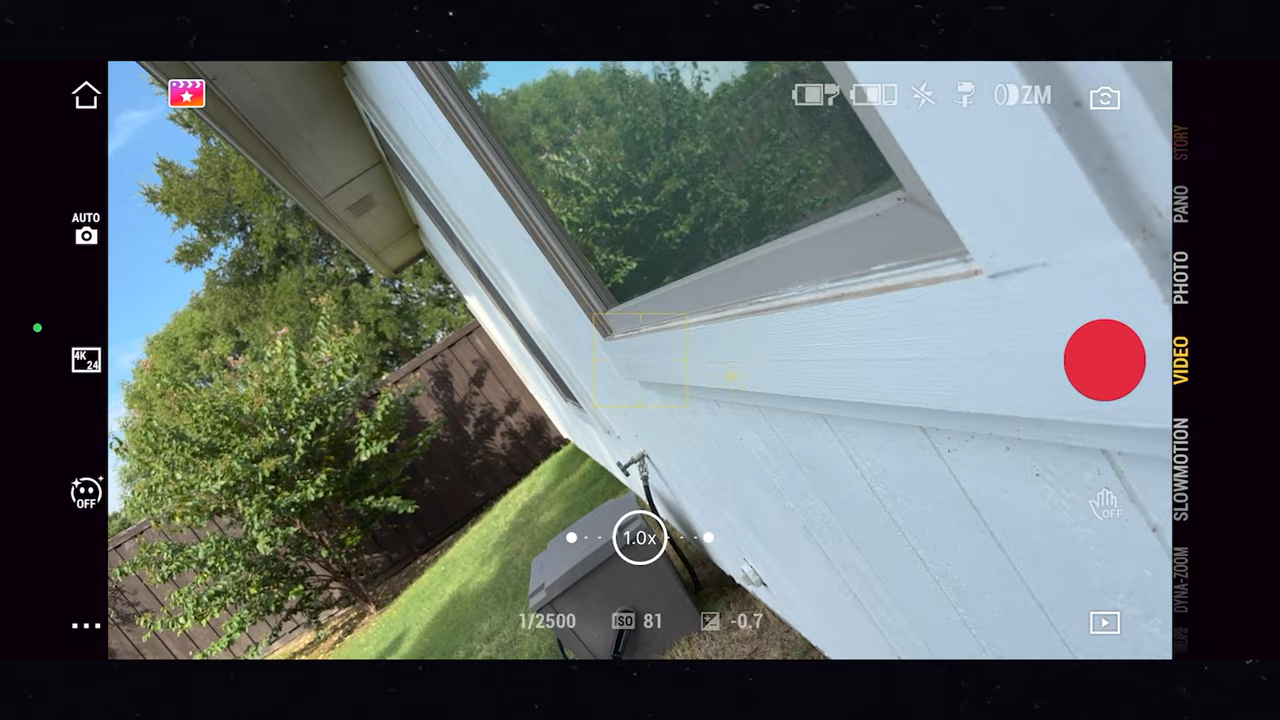 AUTO
4K
24
OFF
ZM
STORY
PANO
PHOTO
VIDEO
SLOWMOTION
DYNA-ZOOM
OFF
1.0x
1/2500
ISO 81
-0.7